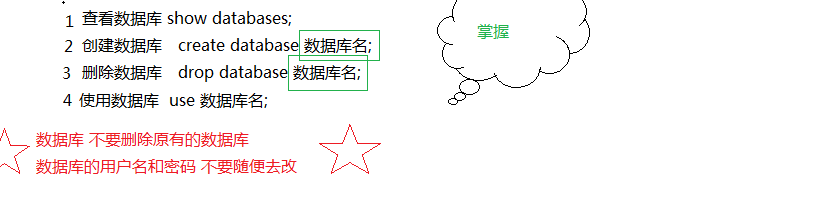 1 查看数据库 show databases;
2 创建数据库 create database 数据库名;
3 删除数据库 drop database 数据库名;
4 使用数据库 use 数据库名;
掌握
数据库 不要删除原有的数据库
数据库的用户名和密码 不要随便去改